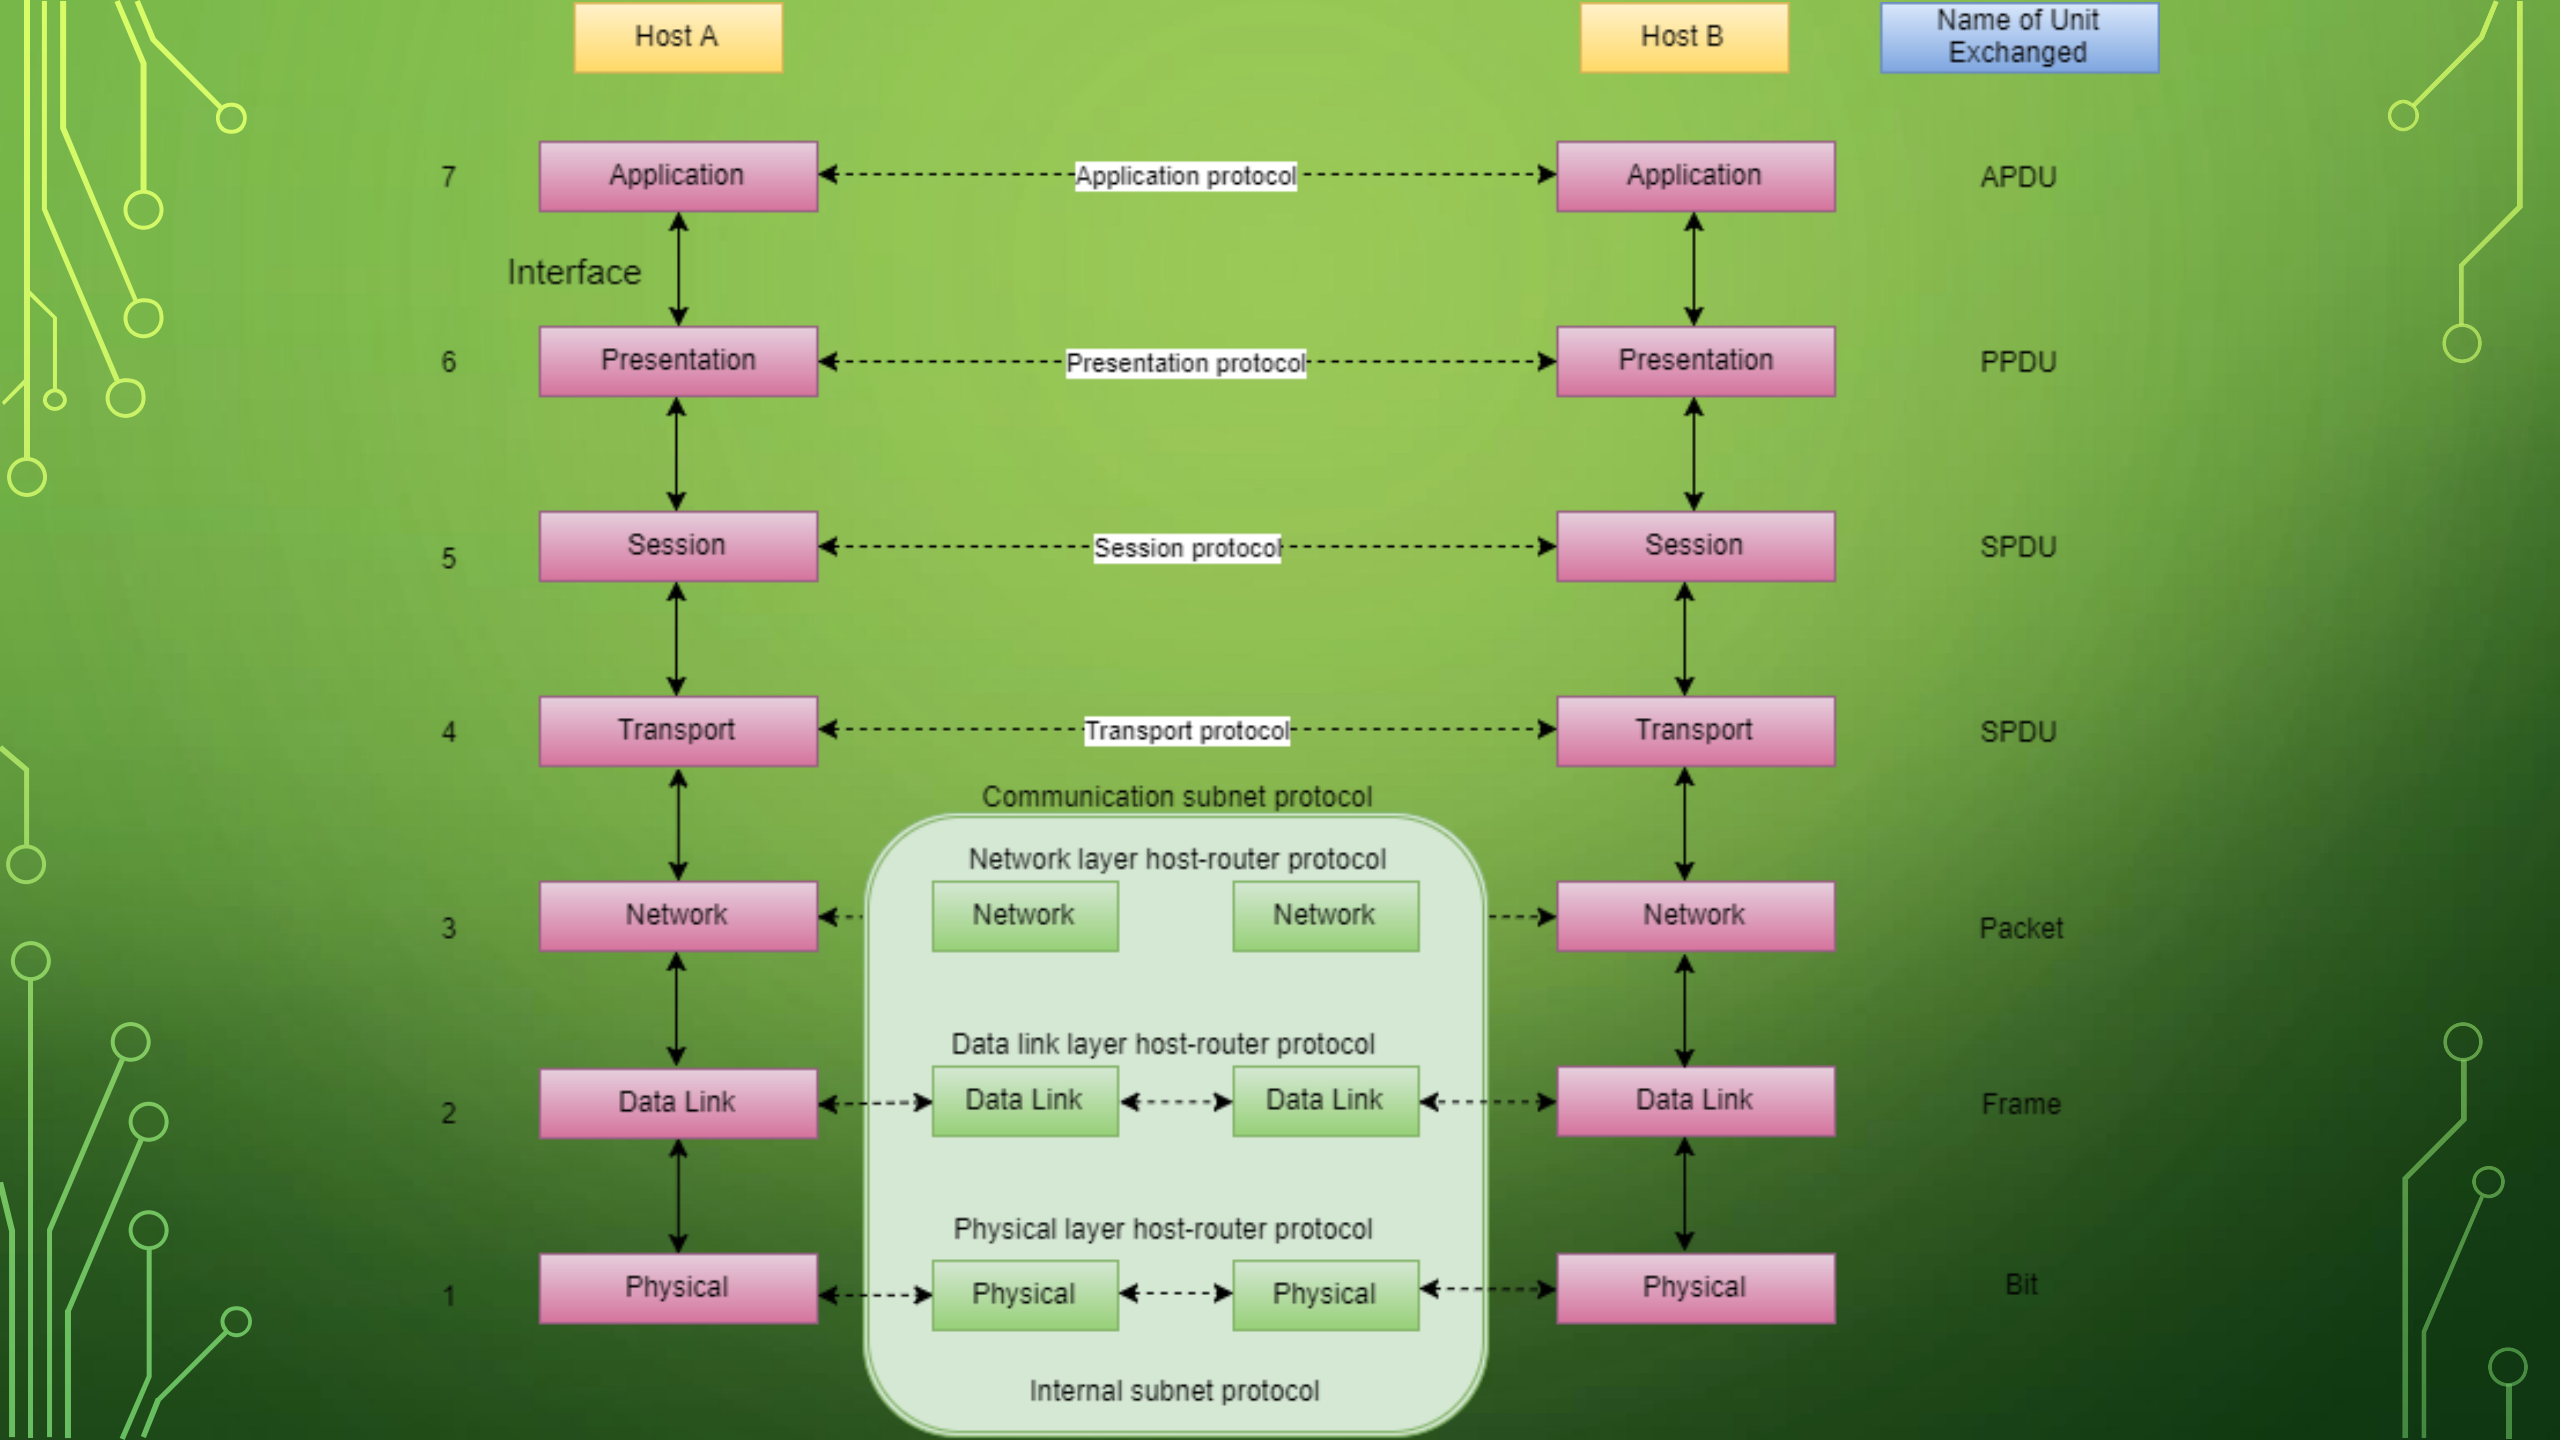 Host A
Host B
Name of Unit
Exchanged
7
Application
Application protocol
Application
APDU
Interface
6
Presentation
Presentation protocol
Presentation
PPDU
5
Session
Session protocol
Session
SPDU
4
Transport
Transport protocol
Transport
SPDU
Communication subnet protocol
Network layer host-router protocol
3
Network
Network
Network
Network
Packet
Data link layer host-router protocol
2
Data Link
Data Link
Data Link
Data Link
Frame
Physical layer host-router protocol
1
Physical
Physical
Physical
Physical
Bit
Internal subnet protocol